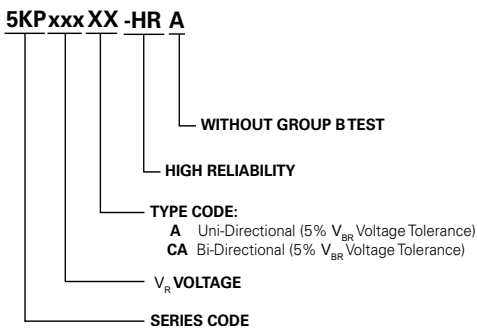 5KPxxxXX-HR A
WITHOUT GROUP B TEST
HIGH RELIABILITY
TYPE CODE:
A Uni-Directional (5% VBR Voltage Tolerance)
CA Bi-Directional (5% VBR Voltage Tolerance)
VR VOLTAGE
SERIES CODE